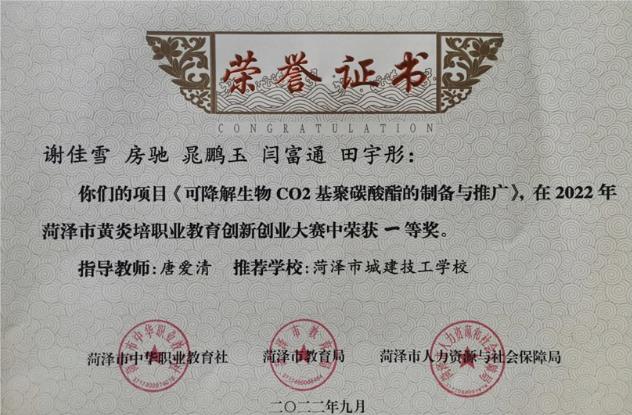 荣誉证书
CONGRATULATION
谢佳雪 房驰 晁鹏玉 闫富通 田宇彤：
你们的项目《可降解生物CO2基聚碳酸酯的制备与推广》，在2022年
菏泽市黄炎培职业教育创新创业大赛中荣获 一等奖。
指导教师：唐爱清 推荐学校：菏泽市城建技工学校
菏泽市中华职业教育社 菏泽市教育局 菏泽市人力资源与社会保障局
二〇二二年九月